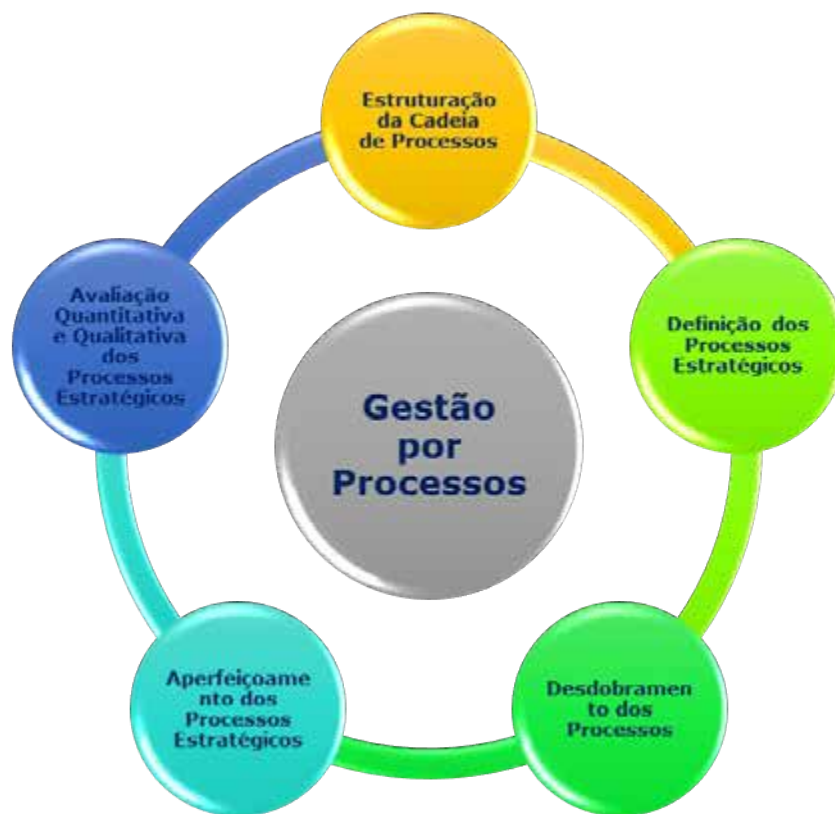 Estruturação
da Cadeia
de Processos
Definição dos
Processos
Estratégicos
Desdobramen
to dos
Processos
Aperfeiçoame
nto dos
Processos
Estratégicos
Avaliação
Quantitativa
e Qualitativa
dos
Processos
Estratégicos
Gestão
por
Processos